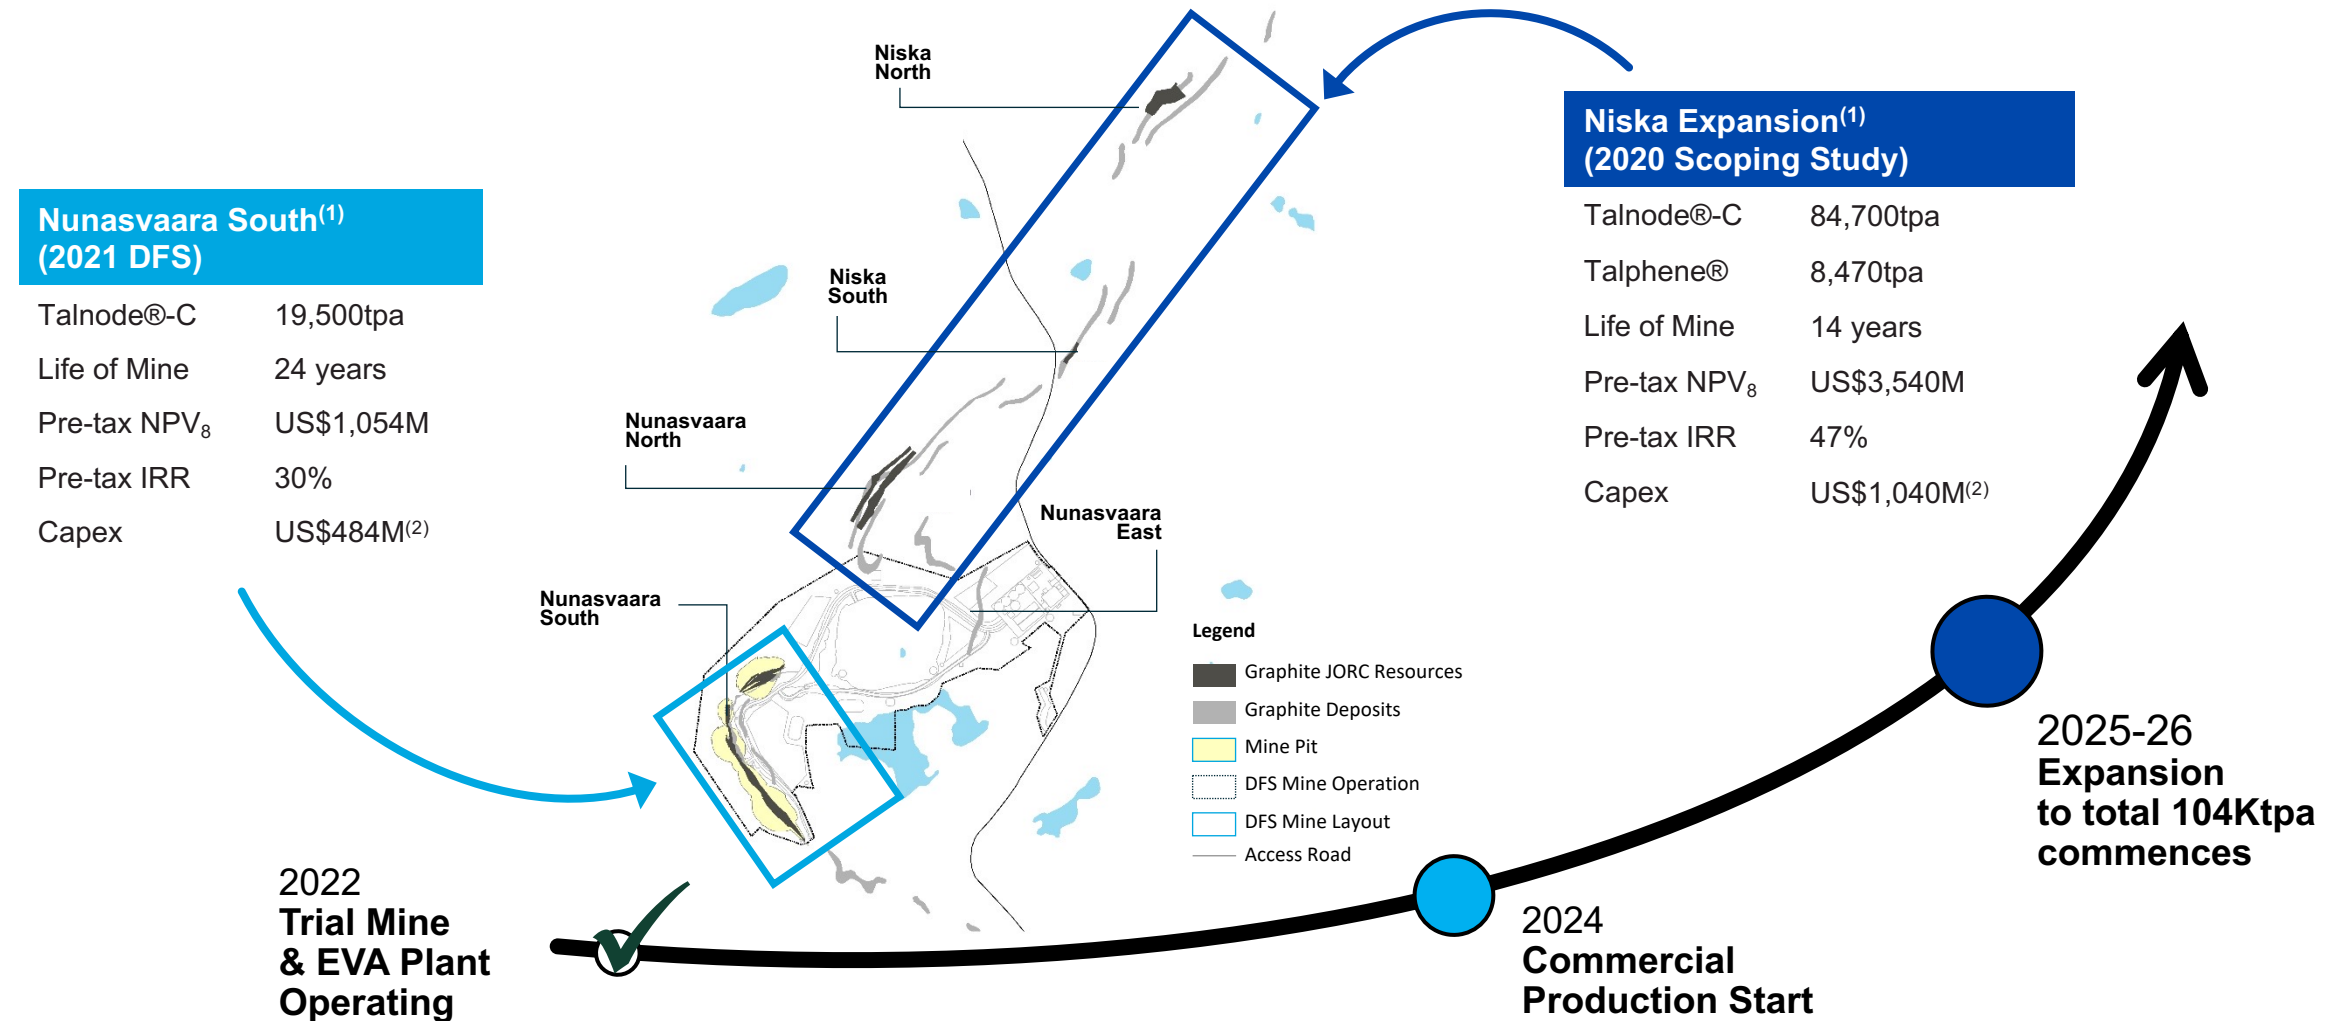 Nunasvaara South(1)
(2021 DFS)
Talnode®-C 19,500tpa
Life of Mine 24 years
Pre-tax NPV8 US$1,054M
Pre-tax IRR 30%
Capex US$484M(2)
Niska
North
Niska
South
Nunasvaara
North
Nunasvaara
East
Nunasvaara
South
Niska Expansion(1)
(2020 Scoping Study)
Talnode®-C 84,700tpa
Talphene® 8,470tpa
Life of Mine 14 years
Pre-tax NPV8 US$3,540M
Pre-tax IRR 47%
Capex US$1,040M(2)
Legend
Graphite JORC Resources
Graphite Deposits
Mine Pit
DFS Mine Operation
DFS Mine Layout
Access Road
2022
Trial Mine
& EVA Plant
Operating
2024
Commercial
Production Start
2025-26
Expansion
to total 104Ktpa
commences